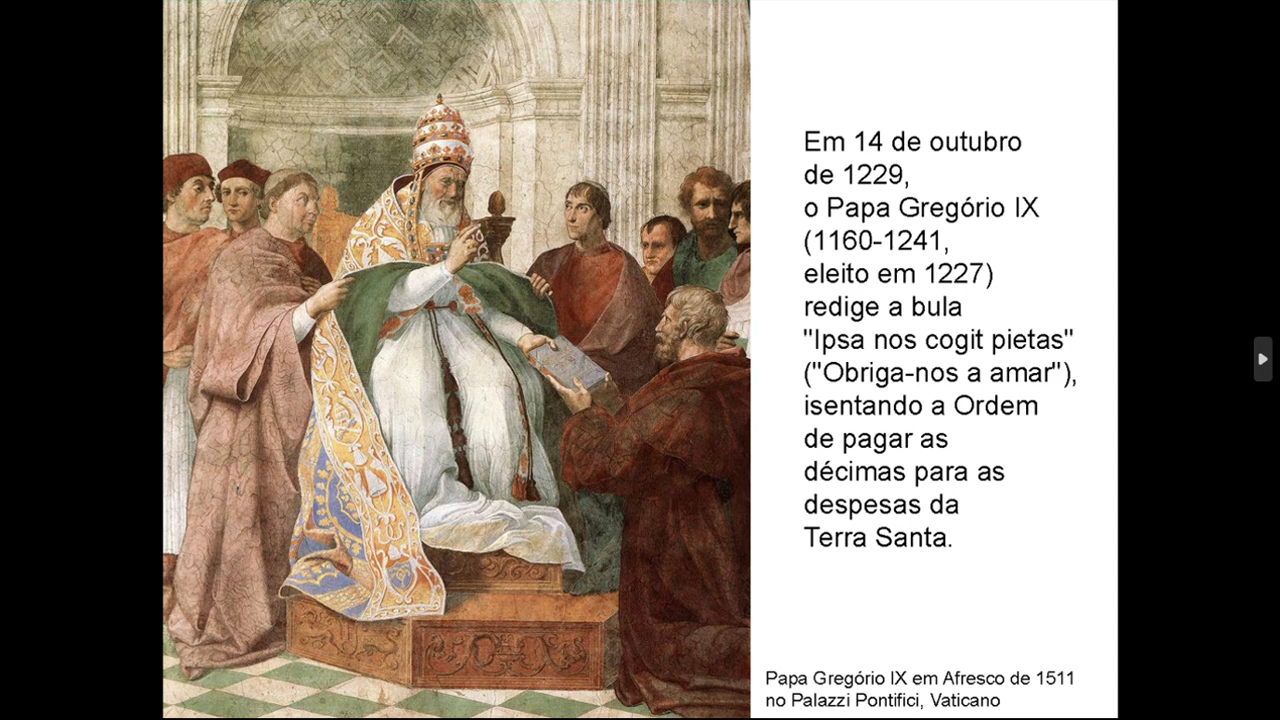 Em 14 de outubro
de 1229,
o Papa Gregório IX
(1160-1241,
eleito em 1227)
redige a bula
"Ipsa nos cogit pietas"
("Obriga-nos a amar"),
isentando a Ordem
de pagar as
décimas para as
despesas da
Terra Santa.
Papa Gregório IX em Afresco de 1511
no Palazzi Pontifici, Vaticano